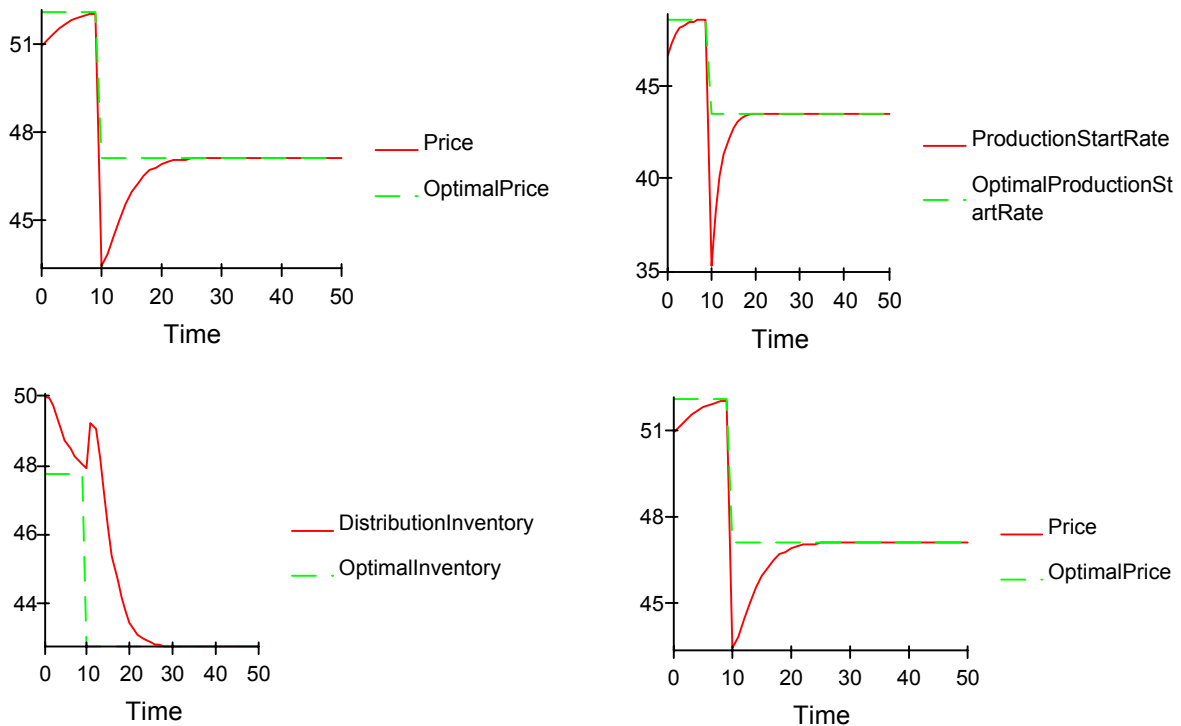 51
48
45
0 10 20 30 40 50
Time
Price
OptimalPrice
45
40
35
0 10 20 30 40 50
Time
ProductionStartRate
OptimalProductionSt
artRate
50
48
46
44
0 10 20 30 40 50
Time
DistributionInventory
OptimalInventory
51
48
45
0 10 20 30 40 50
Time
Price
OptimalPrice